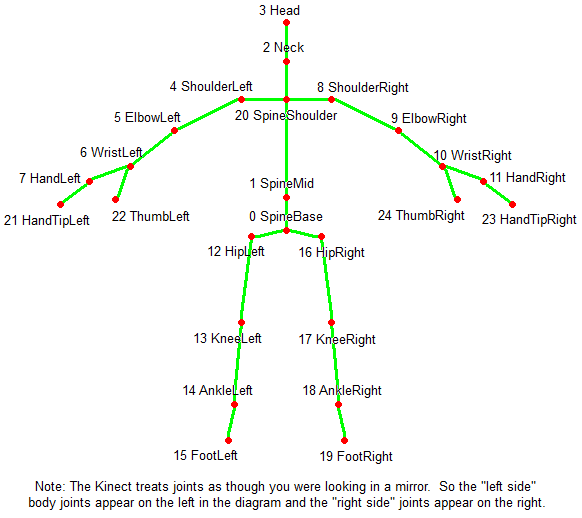 3 Head
2 Neck
4 ShoulderLeft
8 ShoulderRight
5 ElbowLeft
20 SpineShoulder
9 ElbowRight
6 WristLeft
10 WristRight
7 HandLeft
1 SpineMid
11 HandRight
21 HandTipLeft
22 ThumbLeft
0 SpineBase
24 ThumbRight
23 HandTipRight
12 HipLeft
16 HipRight
13 KneeLeft
17 KneeRight
14 AnkleLeft
18 AnkleRight
15 FootLeft
19 FootRight
Note: The Kinect treats joints as though you were looking in a mirror. So the "left side"
body joints appear on the left in the diagram and the "right side" joints appear on the right.